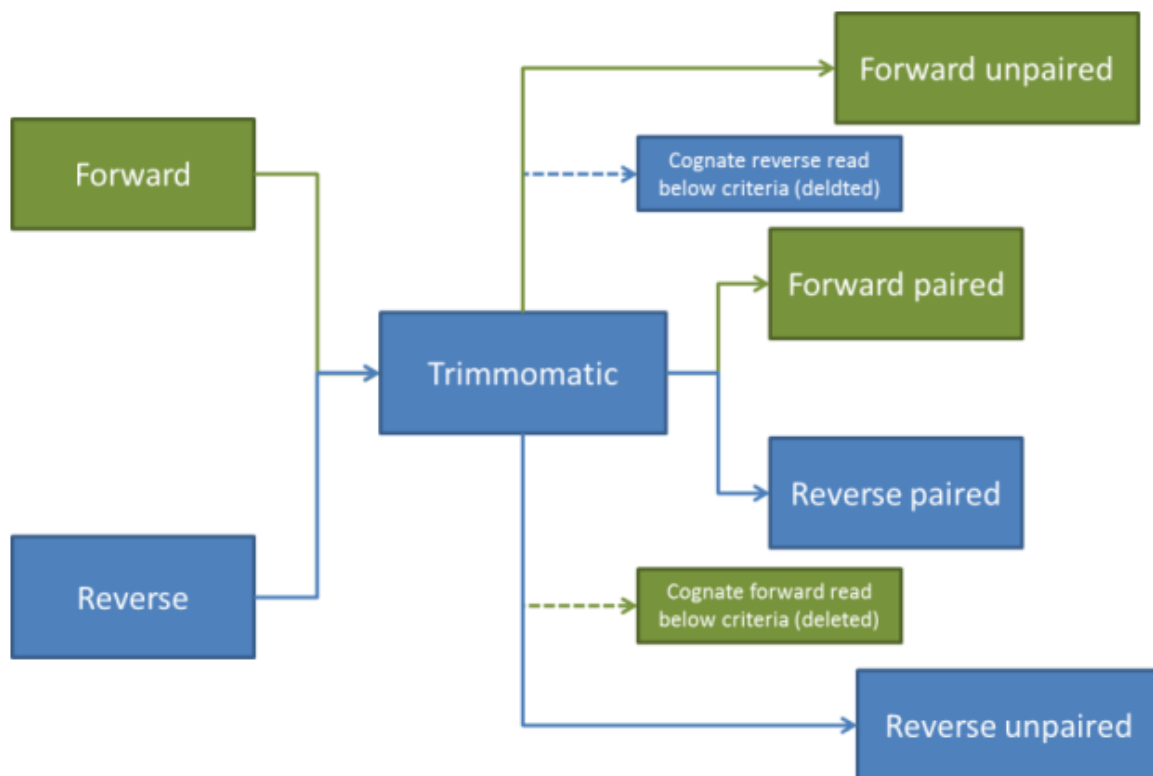 Forward unpaired
Forward
Cognate reverse read
below criteria (deldted)
Forward paired
Trimmomatic
Reverse paired
Reverse
Cognate forward read
below criteria (deleted)
Reverse unpaired